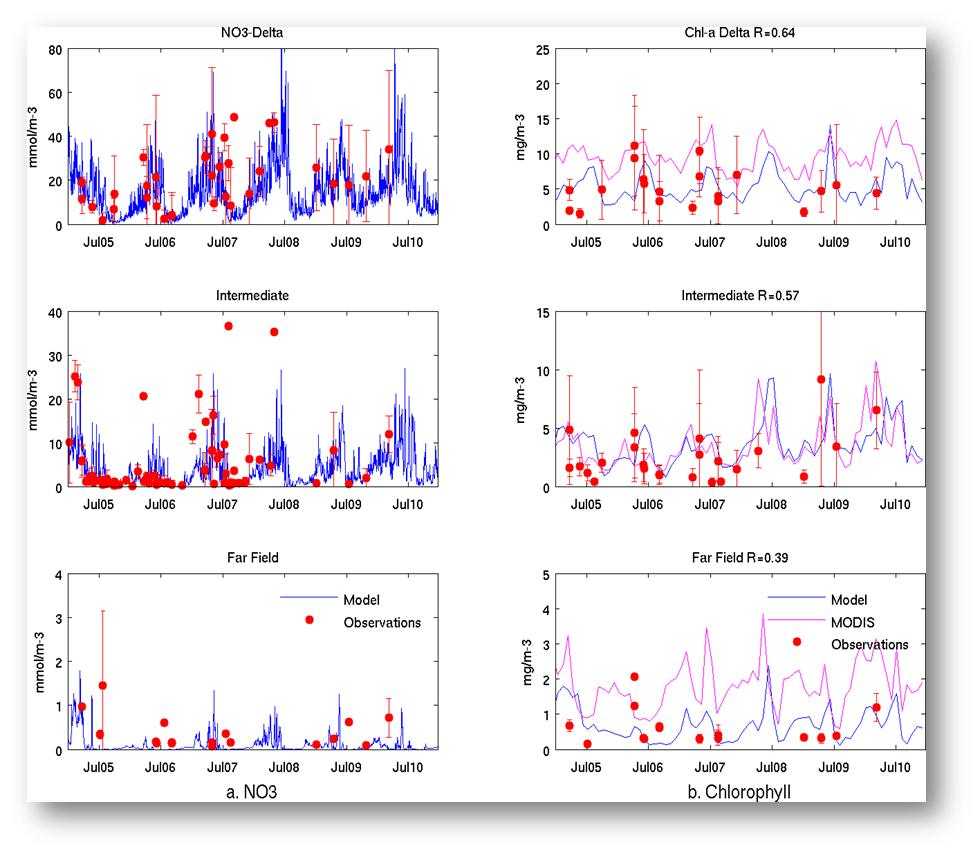 NO3-Delta
80
60
40
20
0
mmol/m-3
Jul05 Jul06 Jul07 Jul08 Jul09 Jul10
Chl-a Delta R=0.64
25
20
15
10
5
0
mg/m-3
Jul05 Jul06 Jul07 Jul08 Jul09 Jul10
Intermediate
40
30
20
10
0
mmol/m-3
Jul05 Jul06 Jul07 Jul08 Jul09 Jul10
Intermediate R=0.57
15
10
5
0
mg/m-3
Jul05 Jul06 Jul07 Jul08 Jul09 Jul10
Far Field
4
3
2
1
0
mmol/m-3
Model
Observations
Jul05 Jul06 Jul07 Jul08 Jul09 Jul10
a. NO3
Far Field R=0.39
5
4
3
2
1
0
mg/m-3
Model
MODIS
Observations
Jul05 Jul06 Jul07 Jul08 Jul09 Jul10
b. Chlorophyll